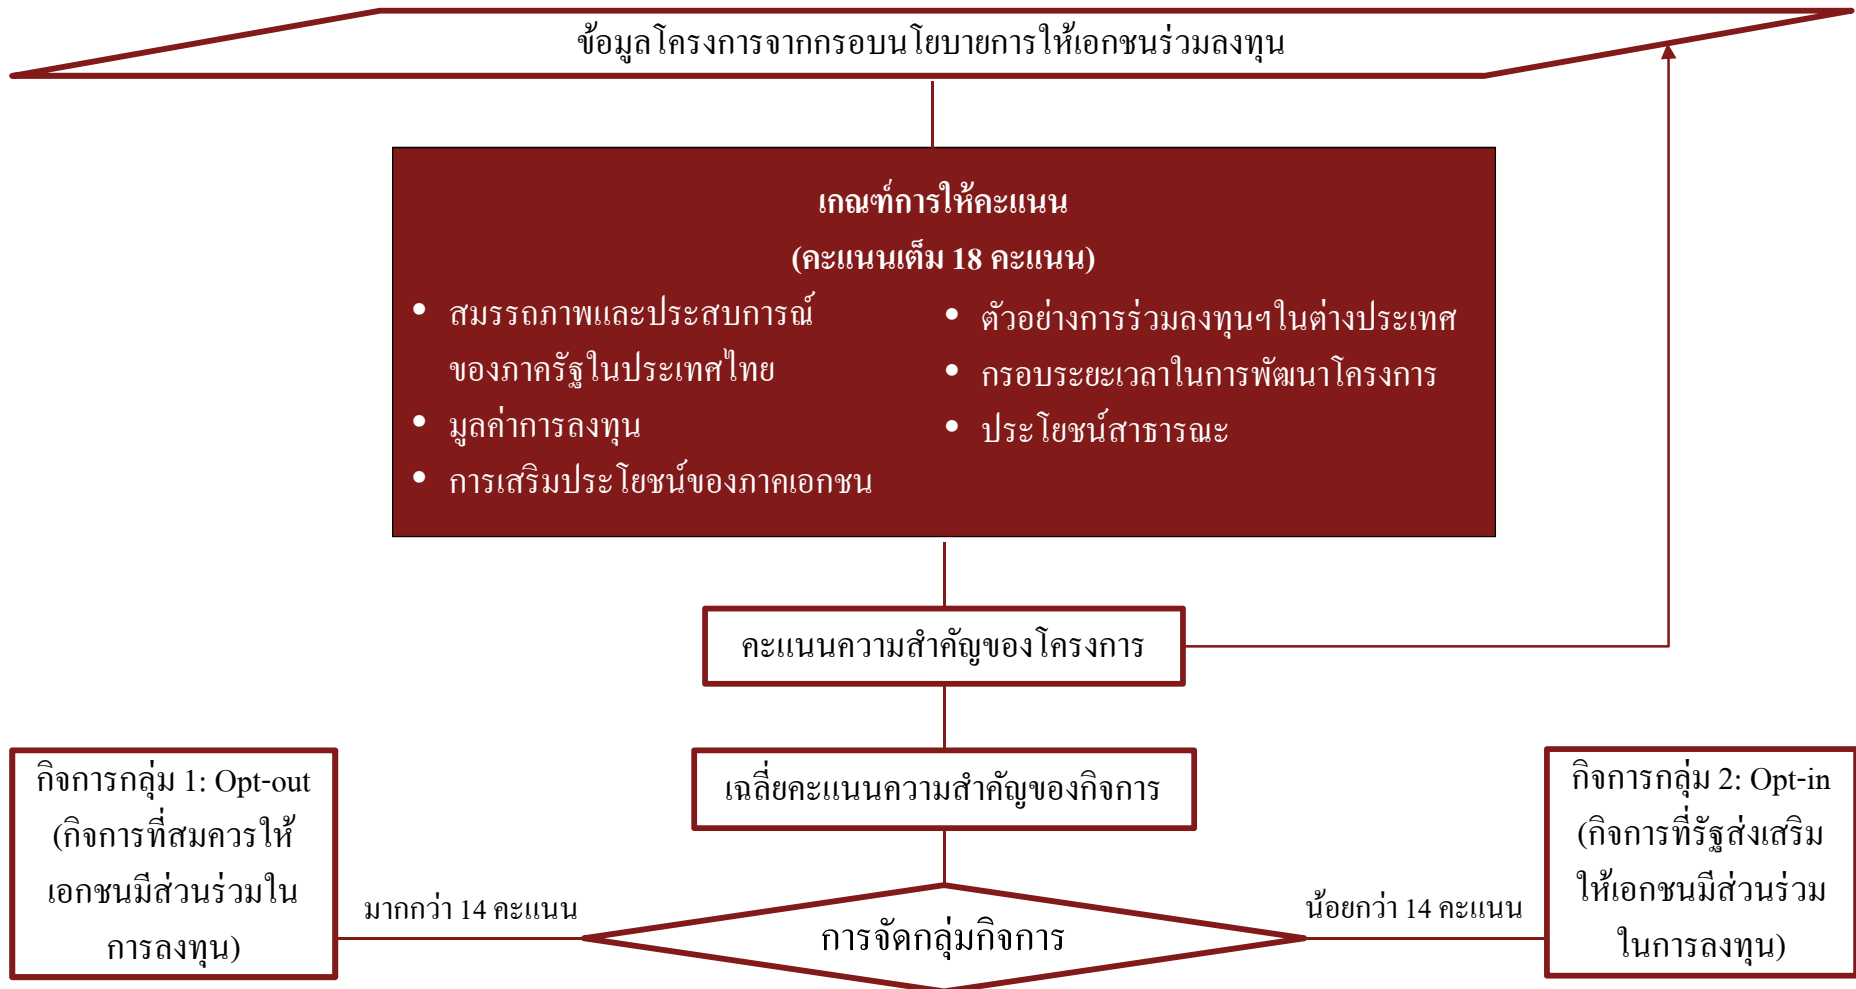 ข้อมูลโครงการจากกรอบนโยบายการให้เอกชนร่วมลงทุน
เกณฑ์การให้คะแนน
(คะแนนเต็ม 18 คะแนน)
• สมรรถภาพและประสบการณ์
ของภาครัฐในประเทศไทย
• มูลค่าการลงทุน
• การเสริมประโยชน์ของภาคเอกชน
• ตัวอย่างการร่วมลงทุนฯในต่างประเทศ
• กรอบระยะเวลาในการพัฒนาโครงการ
• ประโยชน์สาธารณะ
คะแนนความสำคัญของโครงการ
เฉลี่ยคะแนนความสำคัญของกิจการ
กิจการกลุ่ม 1: Opt-out
(กิจการที่สมควรให้
เอกชนมีส่วนร่วมใน
การลงทุน)
มากกว่า 14 คะแนน
การจัดกลุ่มกิจการ
น้อยกว่า 14 คะแนน
กิจการกลุ่ม 2: Opt-in
(กิจการที่รัฐส่งเสริม
ให้เอกชนมีส่วนร่วม
ในการลงทุน)